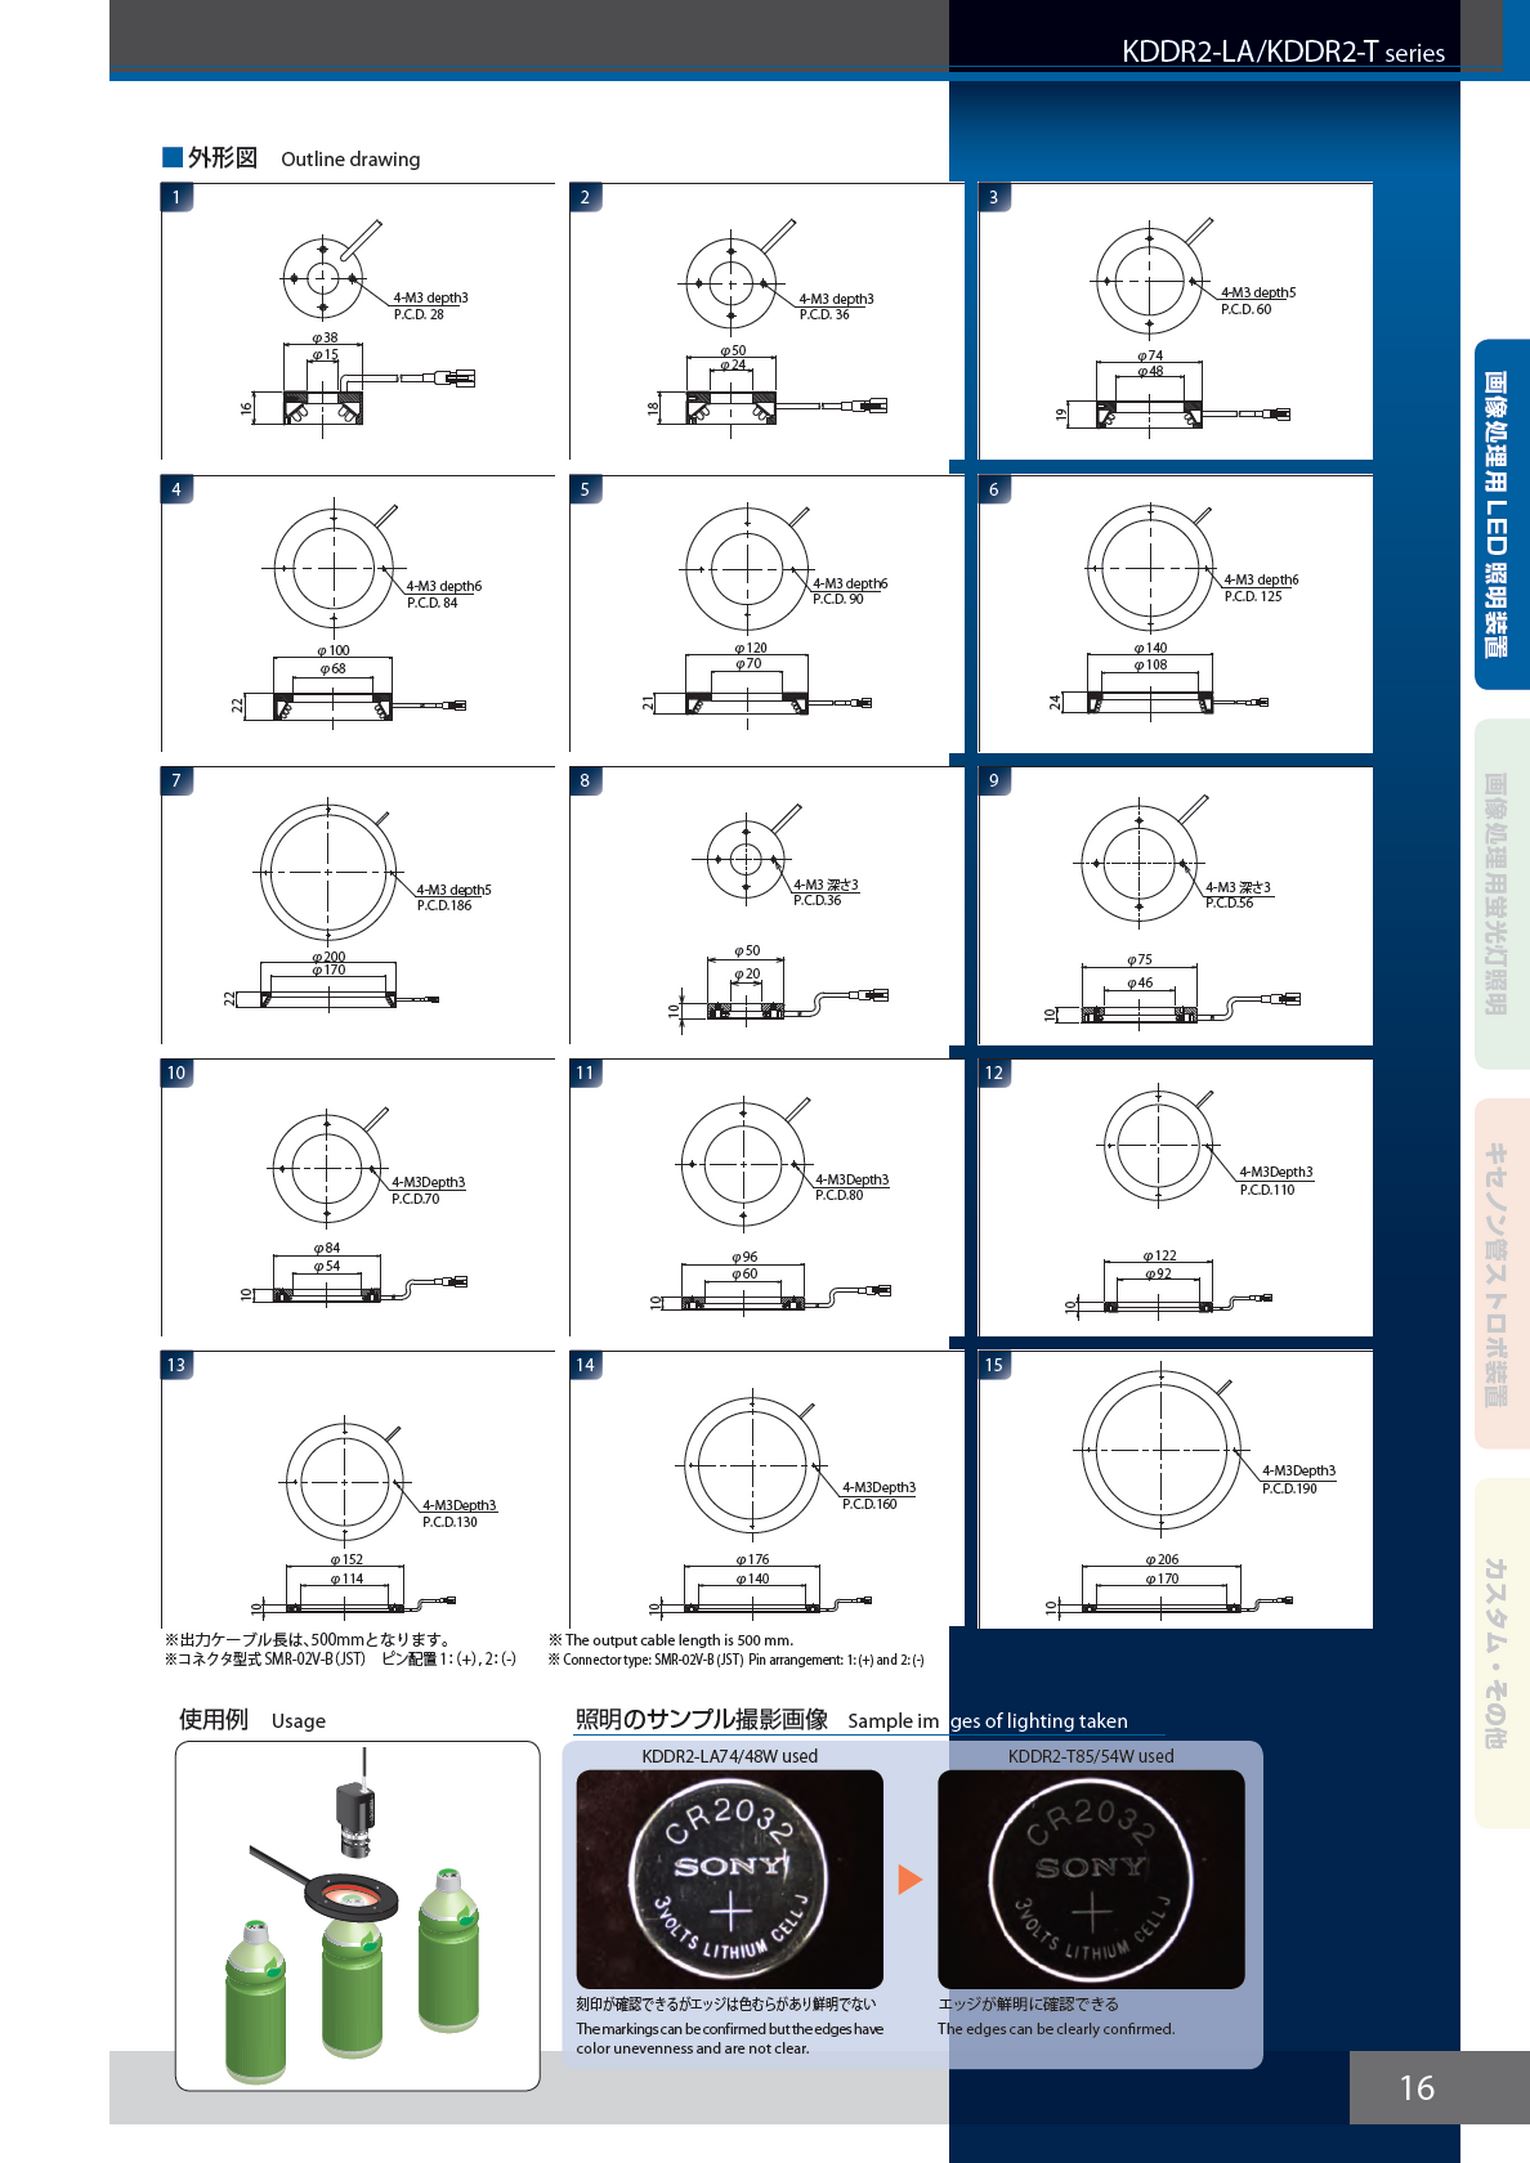 KDDR2-LA/KDDR2-T series
外形図 Outline drawing
1
4-M3 depth3
P.C.D. 28
φ38
φ15
16
2
4-M3 depth3
P.C.D. 36
φ50
φ24
18
3
4-M3 depth5
P.C.D. 60
φ74
φ48
19
4
4-M3 depth6
P.C.D. 84
φ100
φ68
22
5
4-M3 depth6
P.C.D. 90
φ120
φ70
21
6
4-M3 depth6
P.C.D. 125
φ140
φ108
24
7
4-M3 depth5
P.C.D.186
φ200
φ170
22
8
4-M3 深さ3
P.C.D.36
φ50
φ20
10
9
4-M3 深さ3
P.C.D.56
φ75
φ46
10
10
4-M3Depth3
P.C.D.70
φ84
φ54
10
11
4-M3Depth3
P.C.D.80
φ96
φ60
10
12
4-M3Depth3
P.C.D.110
φ122
φ92
10
13
4-M3Depth3
P.C.D.130
φ152
φ114
10
14
4-M3Depth3
P.C.D.160
φ176
φ140
10
15
4-M3Depth3
P.C.D.190
φ206
φ170
10
※出力ケーブル長は、500mmとなります。
※コネクタ型式 SMR-02V-B(JST) ピン配置 1:(+), 2:(-)
※ The output cable length is 500 mm.
※ Connector type: SMR-02V-B (JST) Pin arrangement: 1: (+) and 2: (-)
使用例 Usage
照明のサンプル撮影画像 Sample im ges of lighting taken
KDDR2-LA74/48W used
CR2032
SONY
+
3VOLTS LITHIUM CELL J
刻印が確認できるがエッジは色むらがあり鮮明でない
The markings can be confirmed but the edges have
color unevenness and are not clear.
KDDR2-T85/54W used
CR2032
SONY
+
3VOLTS LITHIUM CELL J
エッジが鮮明に確認できる
The edges can be clearly confirmed.
画像処理用 LED 照明装置
画像処理用蛍光灯照明
キセノン管ストロボ装置
カスタム・その他
16